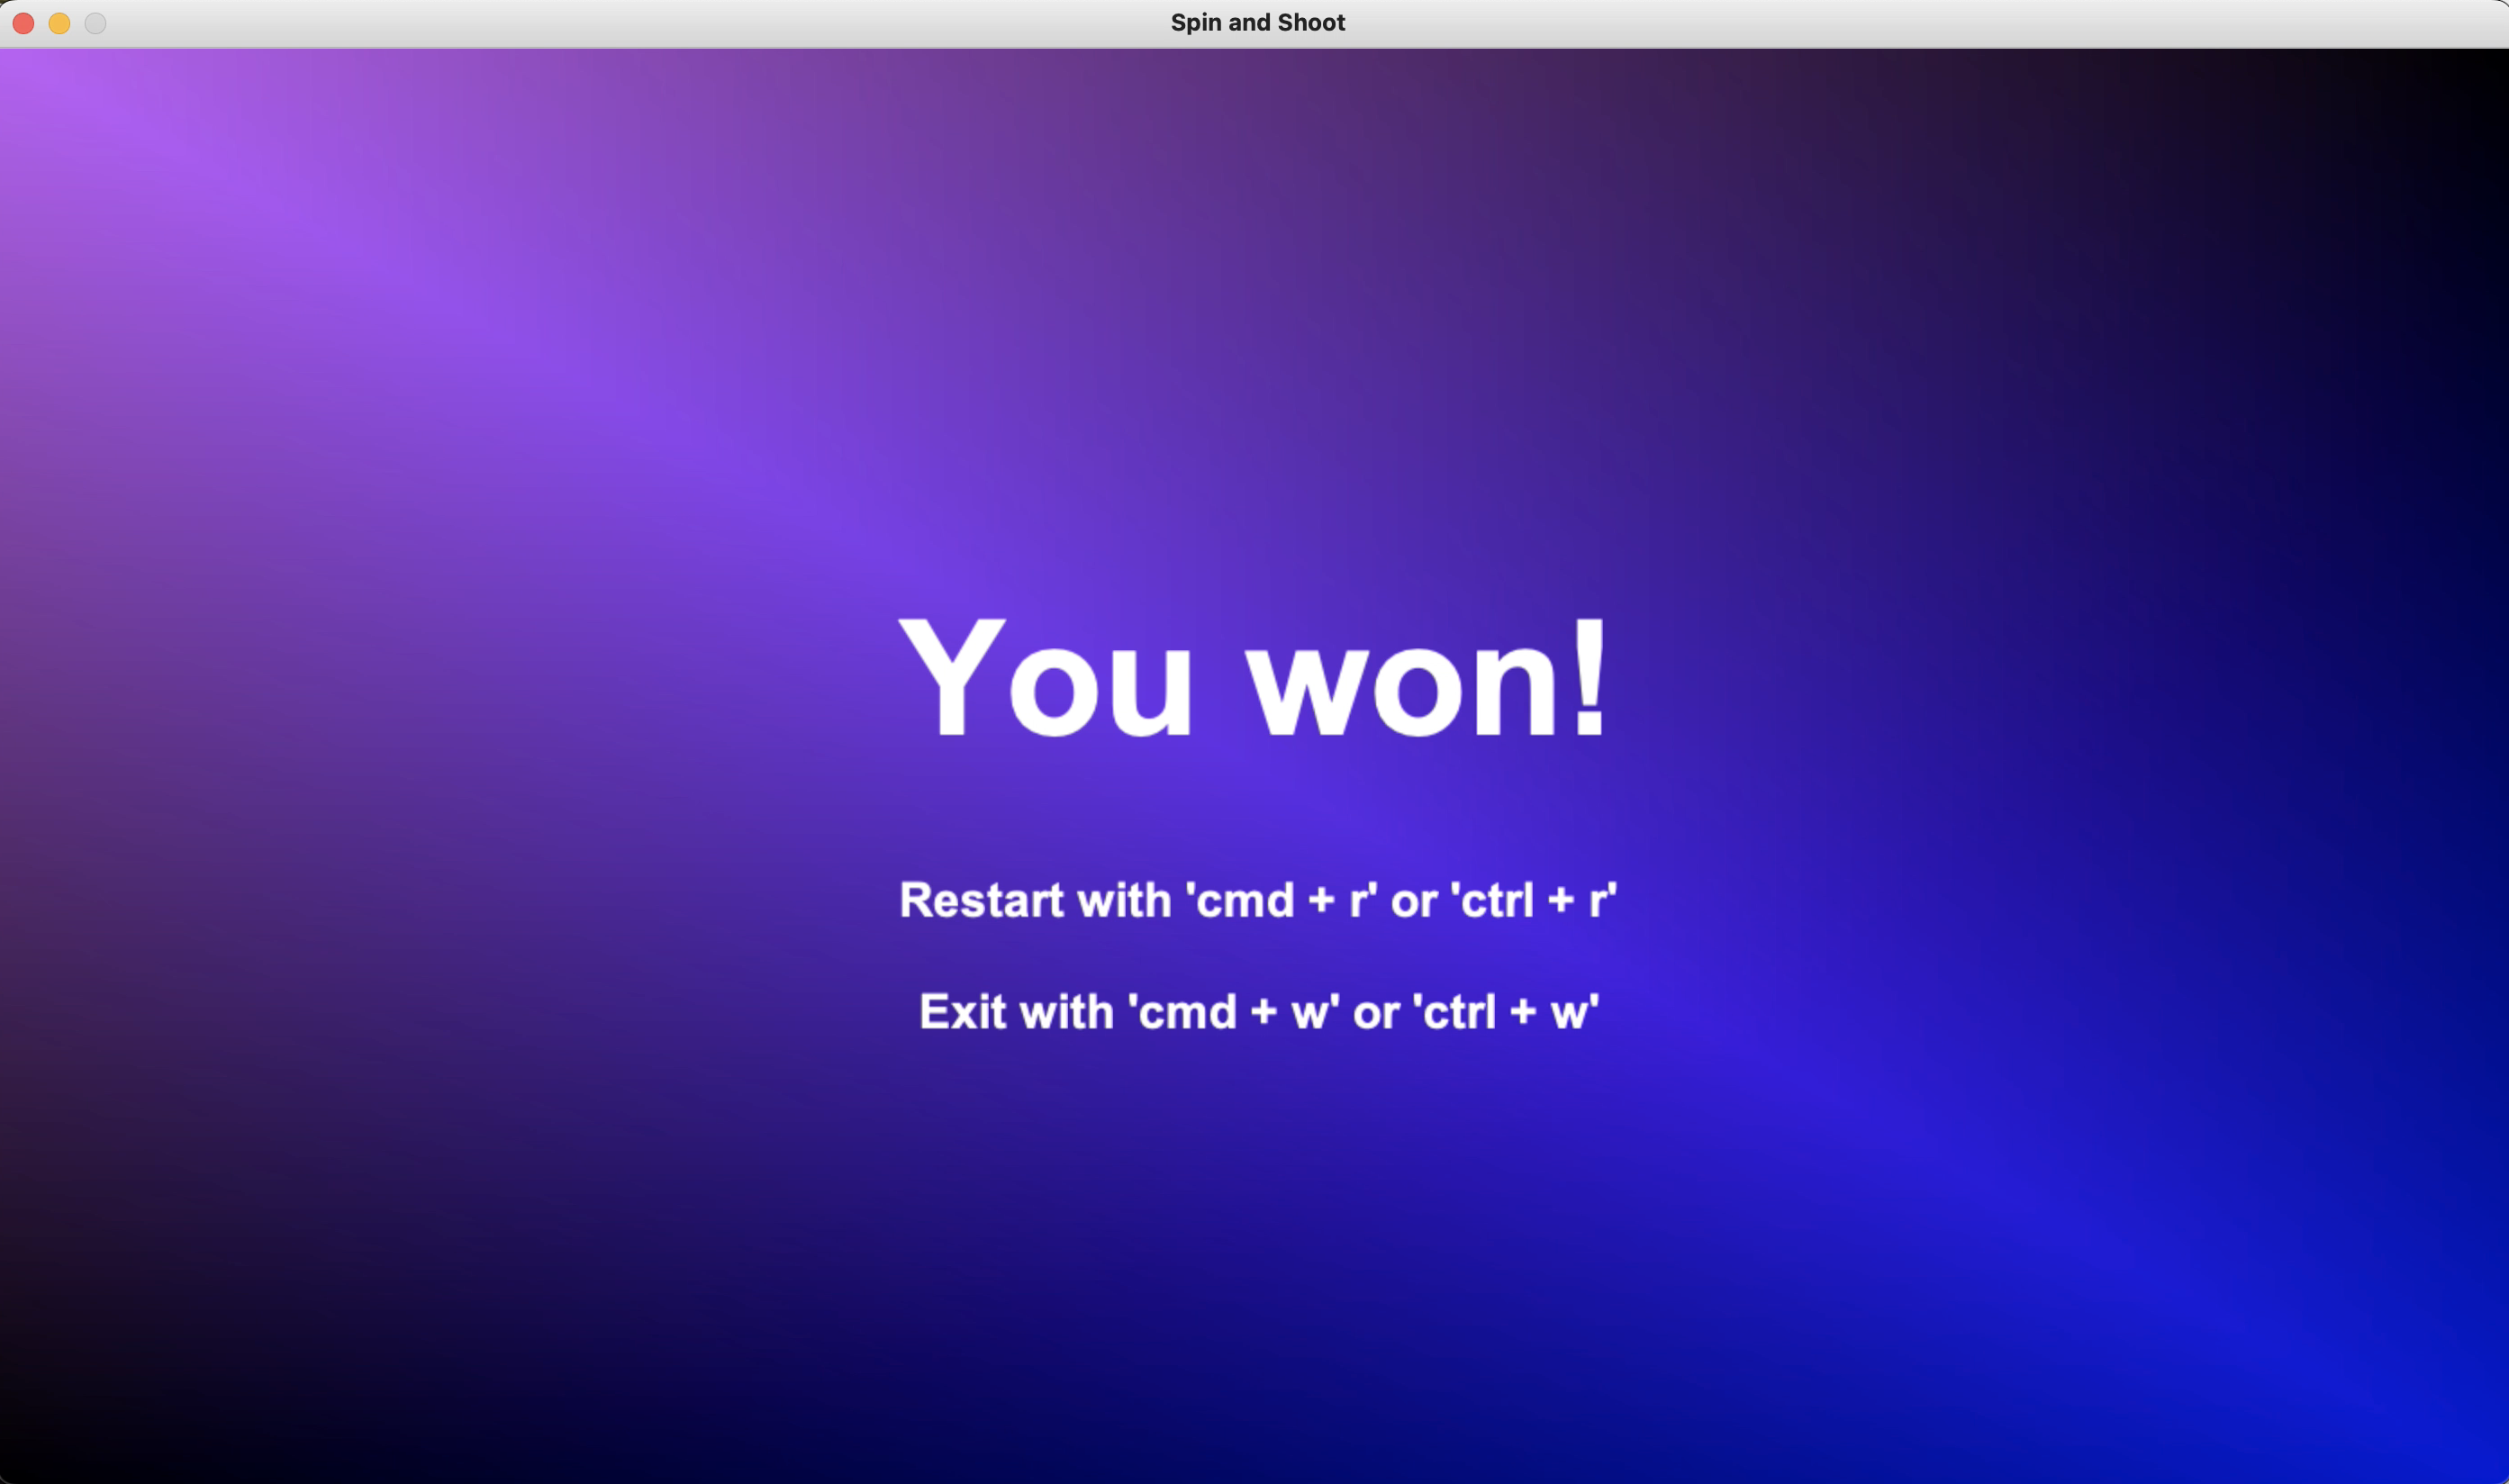 Spin and Shoot
You won!
Restart with 'cmd + r' or 'ctrl + r'
Exit with 'cmd + w' or 'ctrl + w'